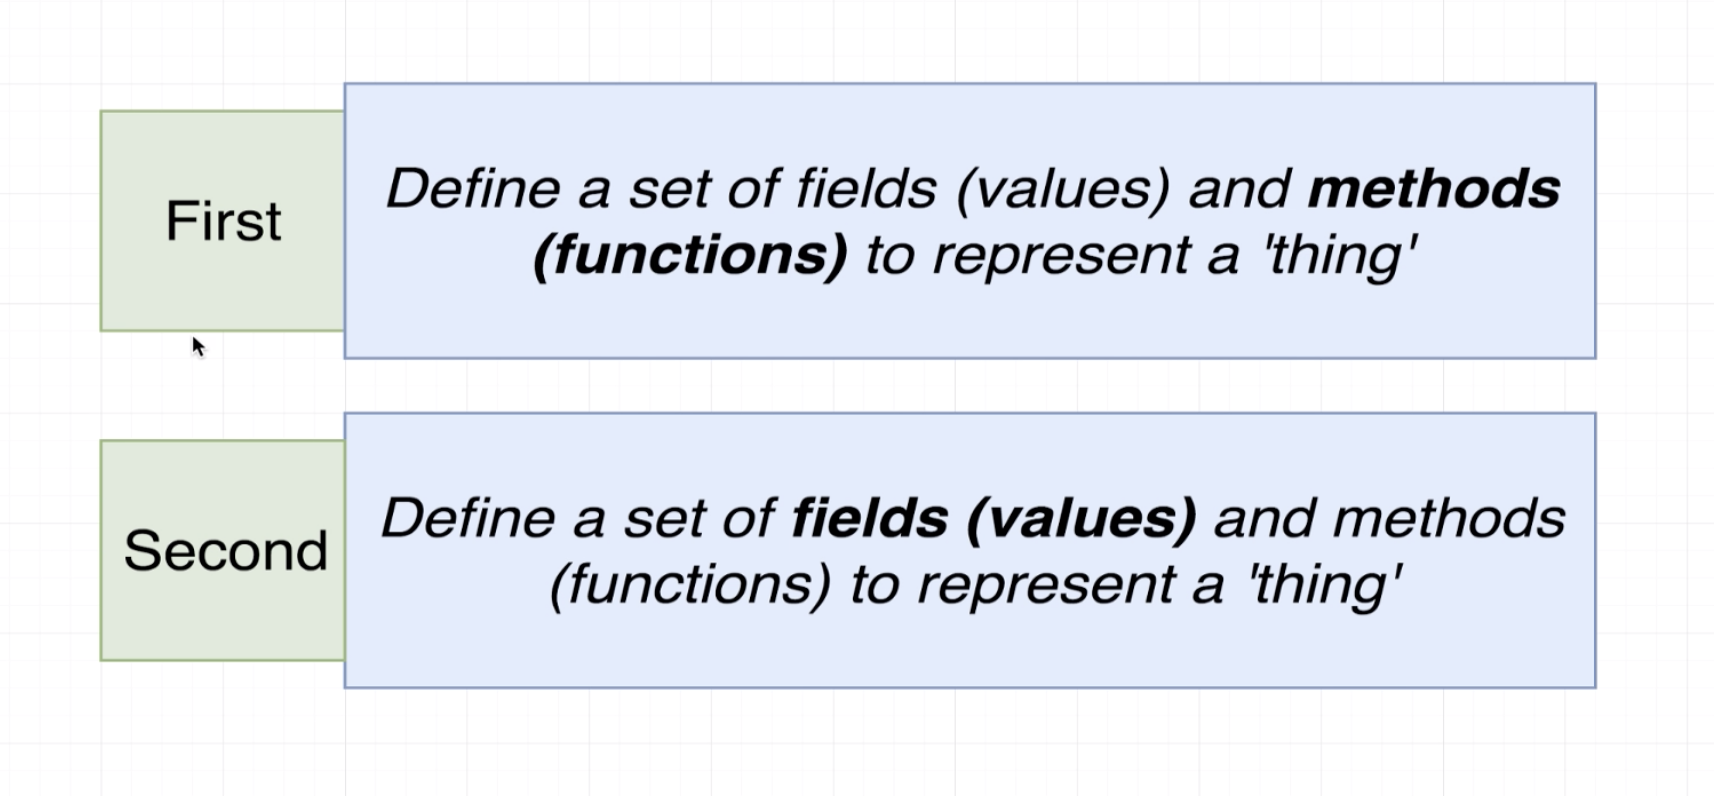 First
Define a set of fields (values) and methods
(functions) to represent a 'thing'
Second
Define a set of fields (values) and methods
(functions) to represent a 'thing'